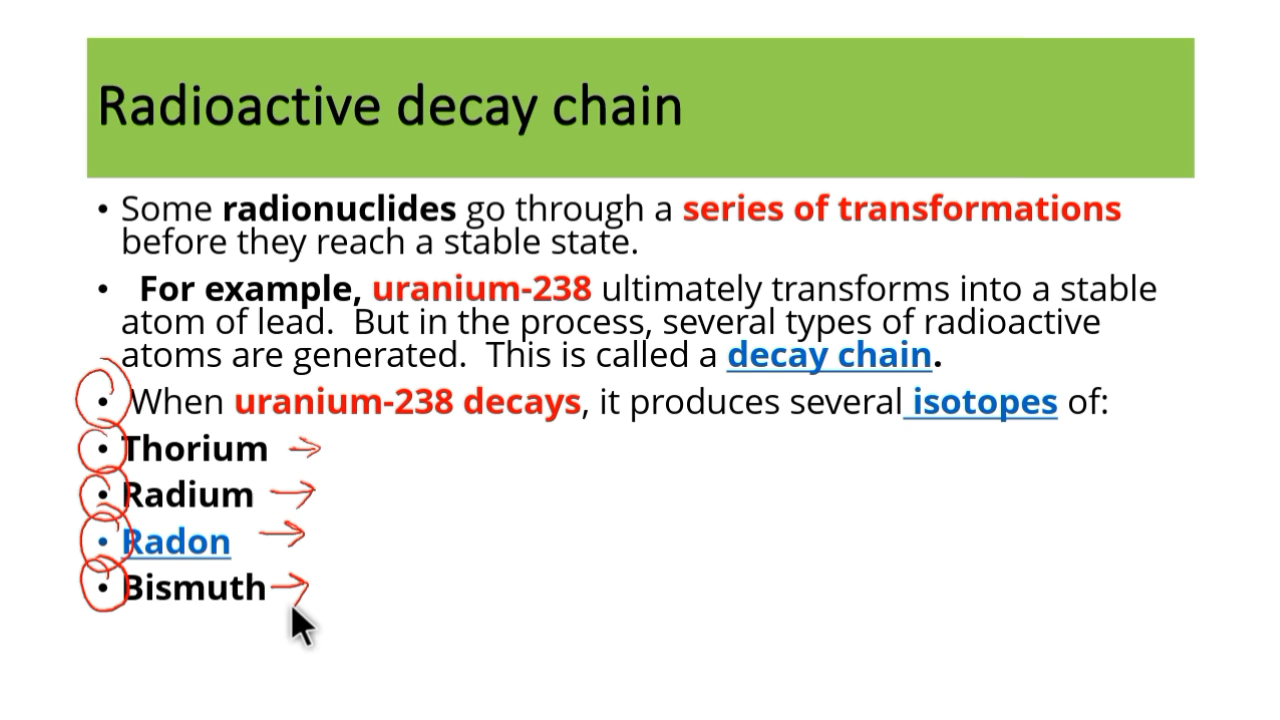 Radioactive decay chain
• Some radionuclides go through a series of transformations
before they reach a stable state.
• For example, uranium-238 ultimately transforms into a stable
atom of lead. But in the process, several types of radioactive
atoms are generated. This is called a decay chain.
• When uranium-238 decays, it produces several isotopes of:
• Thorium →
• Radium →
• Radon →
• Bismuth →